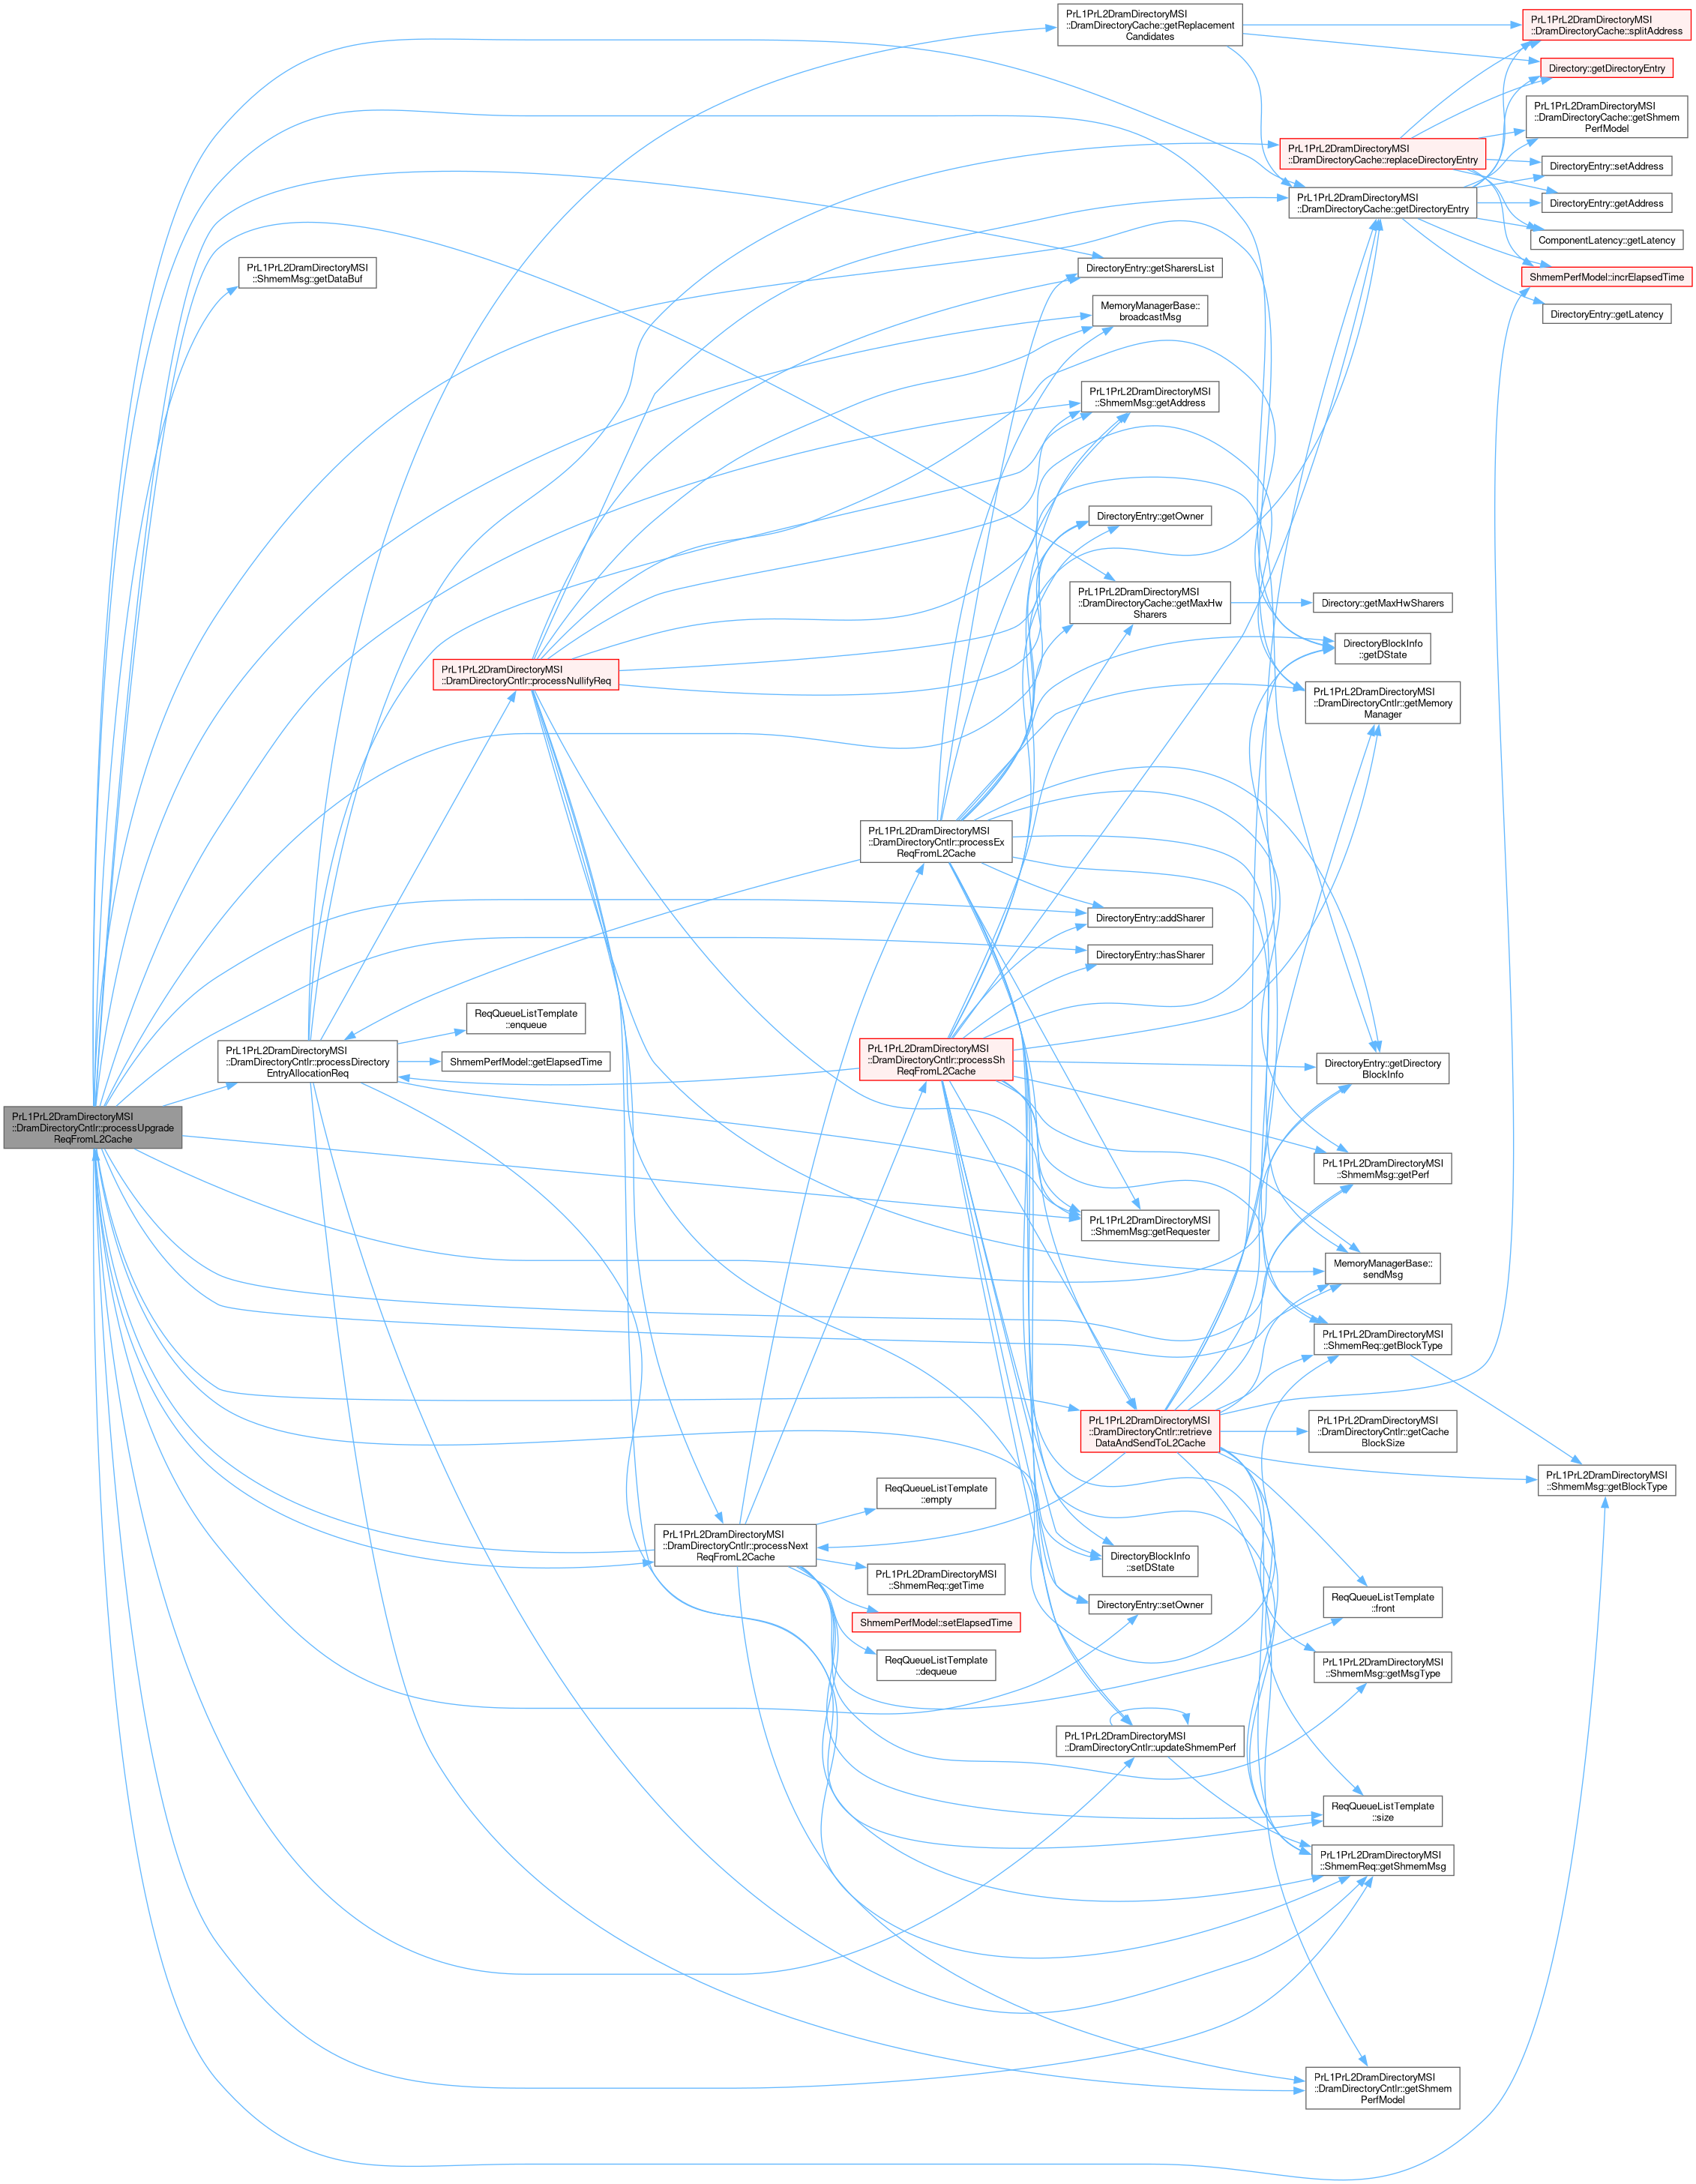 PrL1PrL2DramDirectoryMSI
::DramDirectoryCache::getReplacement
Candidates
PrL1PrL2DramDirectoryMSI
::DramDirectoryCache::splitAddress
Directory::getDirectoryEntry
PrL1PrL2DramDirectoryMSI
::DramDirectoryCache::getShmem
PerfModel
PrL1PrL2DramDirectoryMSI
::DramDirectoryCache::replaceDirectoryEntry
DirectoryEntry::setAddress
PrL1PrL2DramDirectoryMSI
::DramDirectoryCache::getDirectoryEntry
DirectoryEntry::getAddress
ComponentLatency::getLatency
ShmemPerfModel::incrElapsedTime
DirectoryEntry::getLatency
PrL1PrL2DramDirectoryMSI
::ShmemMsg::getDataBuf
DirectoryEntry::getSharersList
MemoryManagerBase::
broadcastMsg
PrL1PrL2DramDirectoryMSI
::ShmemMsg::getAddress
DirectoryEntry::getOwner
PrL1PrL2DramDirectoryMSI
::DramDirectoryCache::getMaxHw
Sharers
Directory::getMaxHwSharers
DirectoryBlockInfo
::getDState
PrL1PrL2DramDirectoryMSI
::DramDirectoryCntlr::processNullifyReq
PrL1PrL2DramDirectoryMSI
::DramDirectoryCntlr::getMemory
Manager
PrL1PrL2DramDirectoryMSI
::DramDirectoryCntlr::processEx
ReqFromL2Cache
DirectoryEntry::addSharer
DirectoryEntry::hasSharer
ReqQueueListTemplate
::enqueue
PrL1PrL2DramDirectoryMSI
::DramDirectoryCntlr::processDirectory
EntryAllocationReq
ShmemPerfModel::getElapsedTime
PrL1PrL2DramDirectoryMSI
::DramDirectoryCntlr::processSh
ReqFromL2Cache
DirectoryEntry::getDirectory
BlockInfo
PrL1PrL2DramDirectoryMSI
::DramDirectoryCntlr::processUpgrade
ReqFromL2Cache
PrL1PrL2DramDirectoryMSI
::ShmemMsg::getPerf
PrL1PrL2DramDirectoryMSI
::ShmemMsg::getRequester
MemoryManagerBase::
sendMsg
PrL1PrL2DramDirectoryMSI
::ShmemReq::getBlockType
PrL1PrL2DramDirectoryMSI
::DramDirectoryCntlr::retrieve
DataAndSendToL2Cache
PrL1PrL2DramDirectoryMSI
::DramDirectoryCntlr::getCache
BlockSize
PrL1PrL2DramDirectoryMSI
::ShmemMsg::getBlockType
ReqQueueListTemplate
::empty
PrL1PrL2DramDirectoryMSI
::DramDirectoryCntlr::processNext
ReqFromL2Cache
DirectoryBlockInfo
::setDState
PrL1PrL2DramDirectoryMSI
::ShmemReq::getTime
DirectoryEntry::setOwner
ReqQueueListTemplate
::front
ShmemPerfModel::setElapsedTime
ReqQueueListTemplate
::dequeue
PrL1PrL2DramDirectoryMSI
::ShmemMsg::getMsgType
PrL1PrL2DramDirectoryMSI
::DramDirectoryCntlr::updateShmemPerf
ReqQueueListTemplate
::size
PrL1PrL2DramDirectoryMSI
::ShmemReq::getShmemMsg
PrL1PrL2DramDirectoryMSI
::DramDirectoryCntlr::getShmem
PerfModel